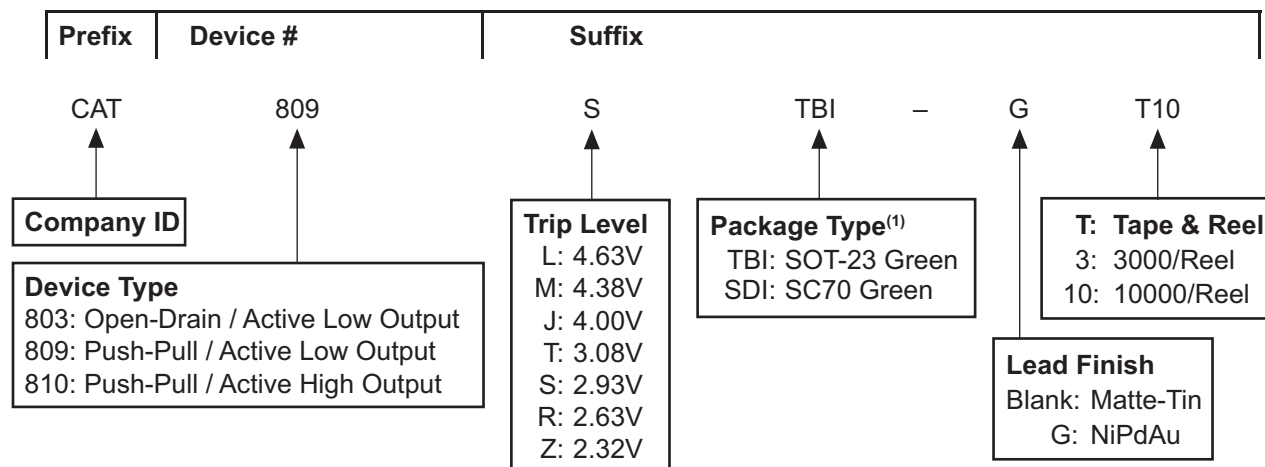 Prefix Device # Suffix
CAT 809 S TBI – G T10
Company ID
Device Type
803: Open-Drain / Active Low Output
809: Push-Pull / Active Low Output
810: Push-Pull / Active High Output
Trip Level
L: 4.63V
M: 4.38V
J: 4.00V
T: 3.08V
S: 2.93V
R: 2.63V
Z: 2.32V
Package Type(1)
TBI: SOT-23 Green
SDI: SC70 Green
Lead Finish
Blank: Matte-Tin
G: NiPdAu
T: Tape & Reel
3: 3000/Reel
10: 10000/Reel